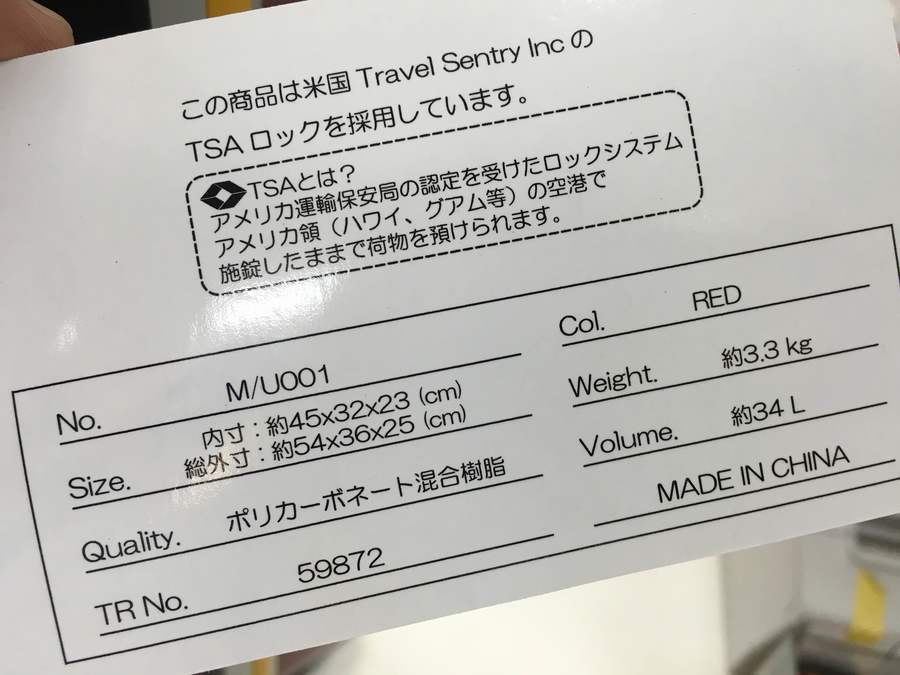 この商品は米国 Travel Sentry Inc の
TSA ロックを採用しています。
TSAとは？
アメリカ運輸保安局の認定を受けたロックシステム
アメリカ領（ハワイ、グアム等）の空港で
施錠したままで荷物を預けられます。
No. M/U001
Col. RED
Size. 内寸：約45x32x23 (cm)
総外寸：約54x36x25 (cm)
Weight. 約3.3 kg
Quality. ポリカーボネート混合樹脂
Volume. 約34 L
TR No. 59872
MADE IN CHINA